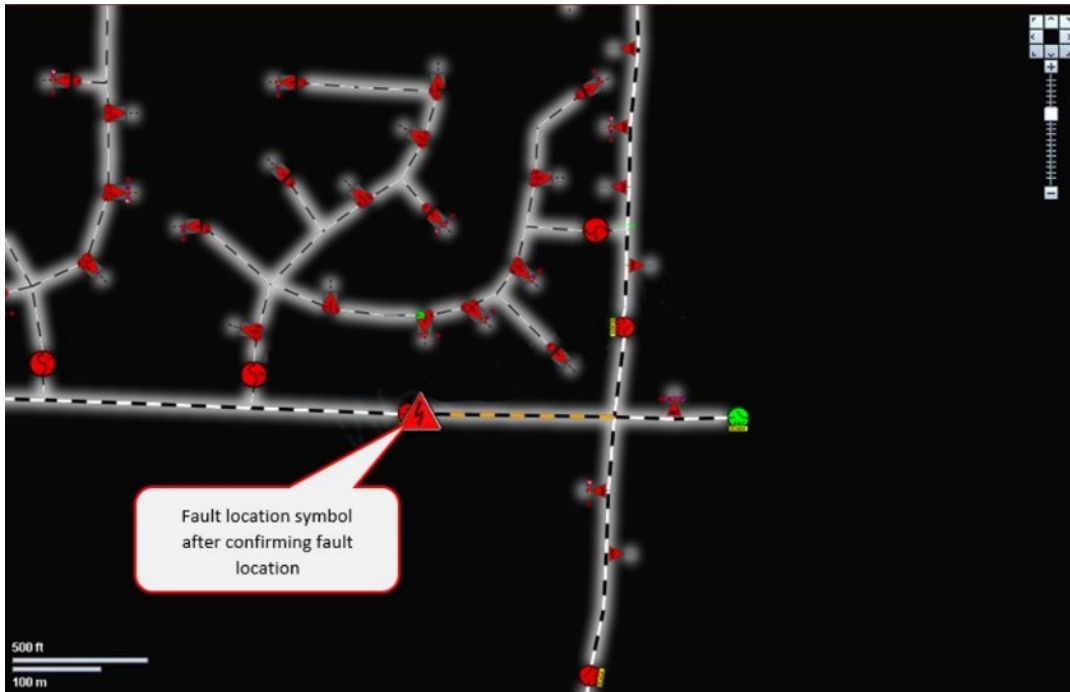 Fault location symbol
after confirming fault
location
500 ft
100 m